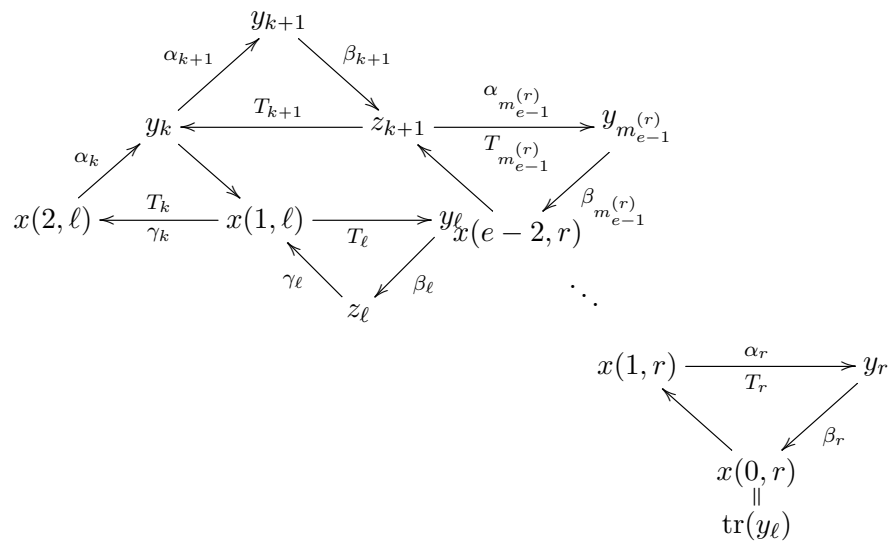 y_{k+1}
α_{k+1} β_{k+1}
T_{k+1} α_{m_{e-1}^{(r)}}
y_k z_{k+1} y_{m_{e-1}^{(r)}}
α_k T_{m_{e-1}^{(r)}}
T_k β_{m_{e-1}^{(r)}}
x(2, ℓ) x(1, ℓ) y_ℓ x(e − 2, r)
γ_k T_ℓ
γ_ℓ β_ℓ
z_ℓ ⋱
α_r
x(1, r) y_r
T_r
β_r
x(0, r)
=
tr(y_ℓ)